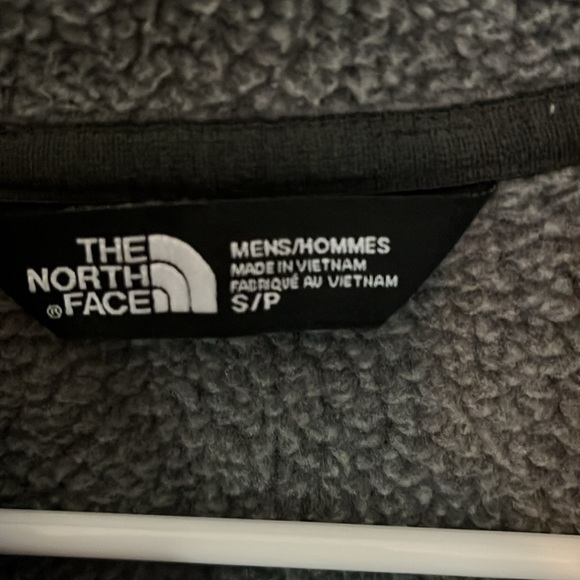 THE
NORTH
®FACE
MENS/HOMMES
MADE IN VIETNAM
FABRIQUÉ AU VIETNAM
S/P